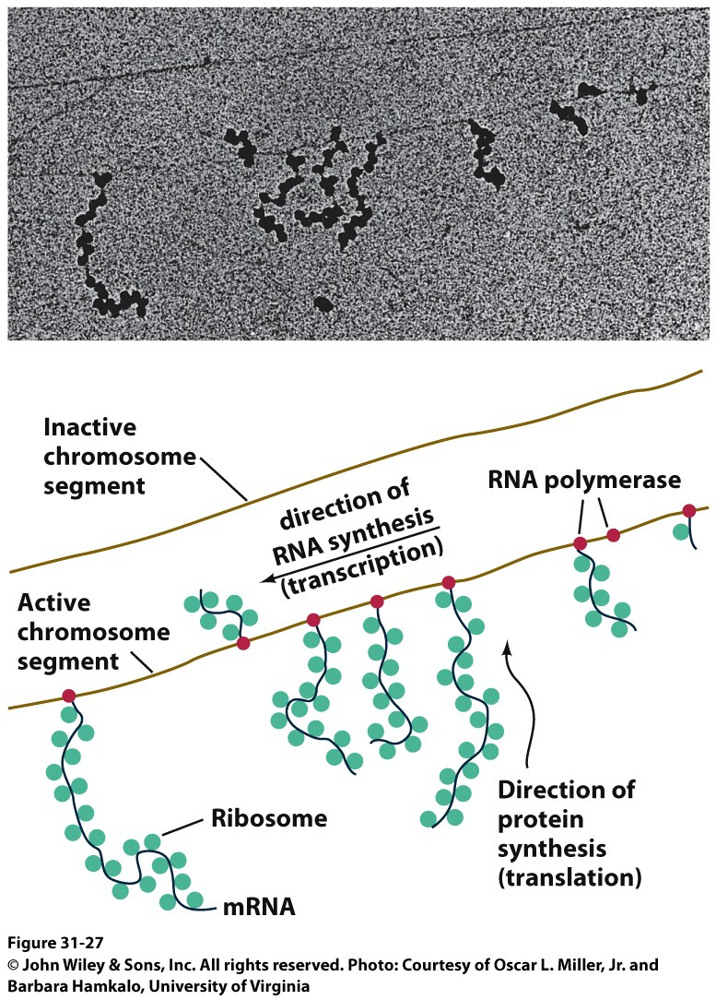 Inactive
chromosome
segment
direction of
RNA synthesis
(transcription)
RNA polymerase
Active
chromosome
segment
Ribosome
mRNA
Direction of
protein
synthesis
(translation)
Figure 31-27
© John Wiley & Sons, Inc. All rights reserved. Photo: Courtesy of Oscar L. Miller, Jr. and
Barbara Hamkalo, University of Virginia